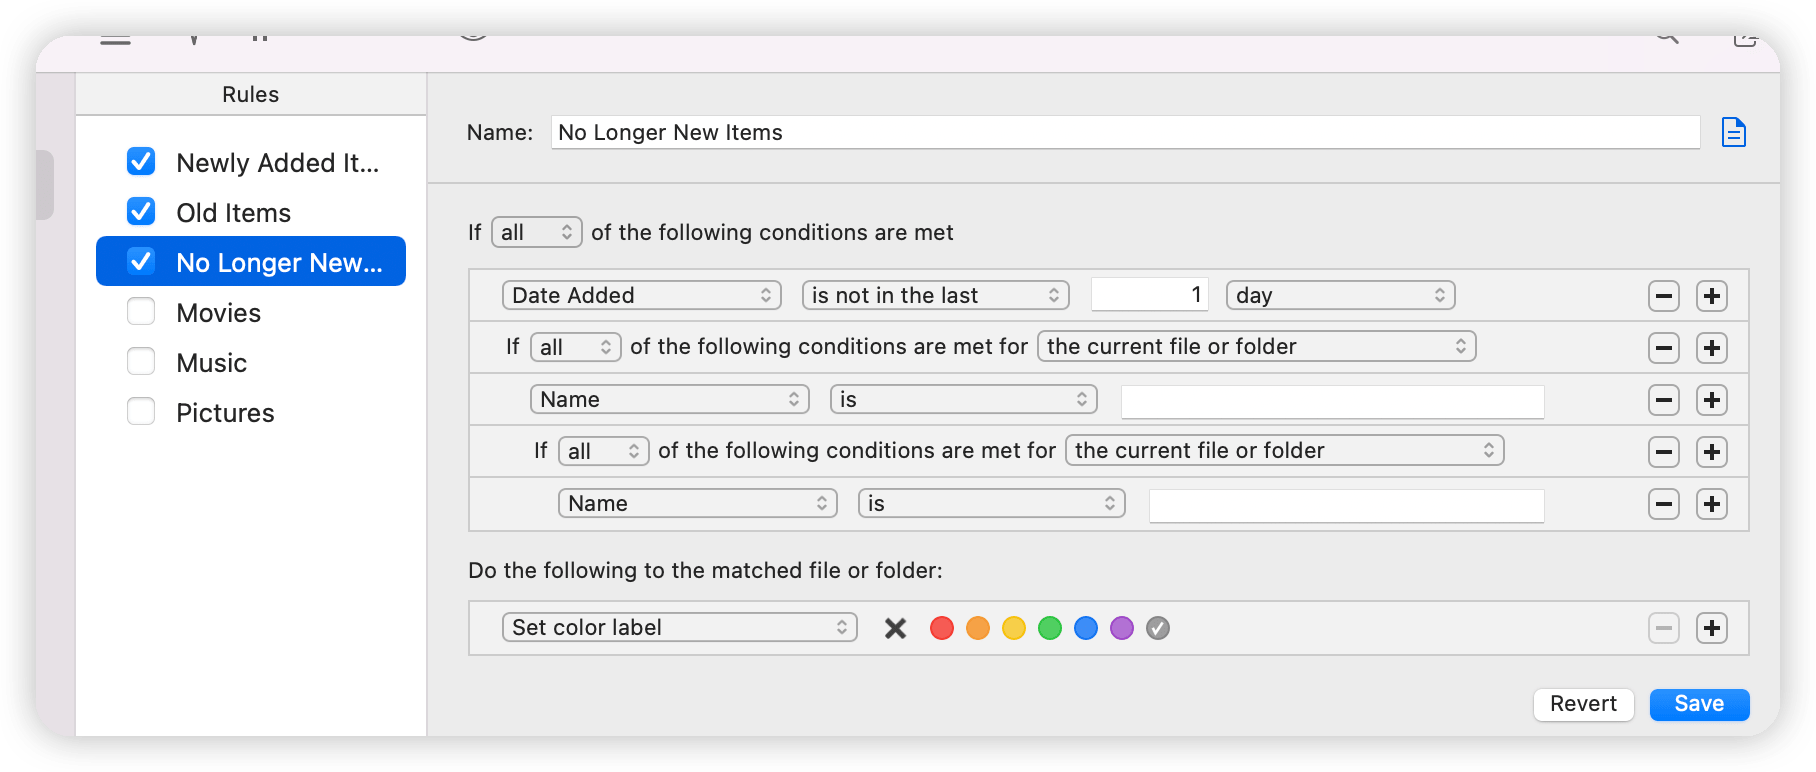 Rules
Newly Added It...
Old Items
No Longer New...
Movies
Music
Pictures
Name: No Longer New Items
If all of the following conditions are met
Date Added is not in the last 1 day
If all of the following conditions are met for the current file or folder
Name is
If all of the following conditions are met for the current file or folder
Name is
Do the following to the matched file or folder:
Set color label
Revert Save